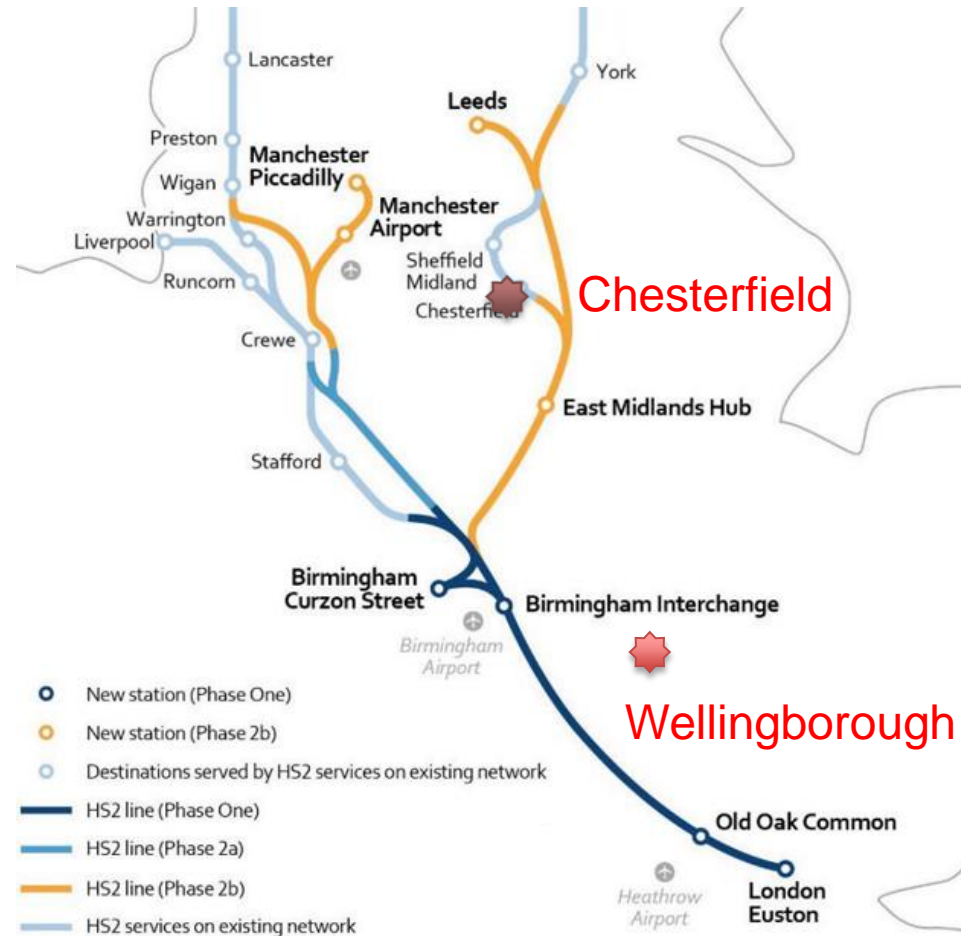 Lancaster
York
Leeds
Preston
Manchester
Piccadilly
Wigan
Manchester
Airport
Warrington
Liverpool
Sheffield
Midland
Runcorn
Chesterfield
Chesterfield
Crewe
East Midlands Hub
Stafford
Birmingham
Curzon Street
Birmingham Interchange
Birmingham
Airport
Wellingborough
New station (Phase One)
New station (Phase 2b)
Destinations served by HS2 services on existing network
HS2 line (Phase One)
HS2 line (Phase 2a)
HS2 line (Phase 2b)
HS2 services on existing network
Old Oak Common
Heathrow
Airport
London
Euston